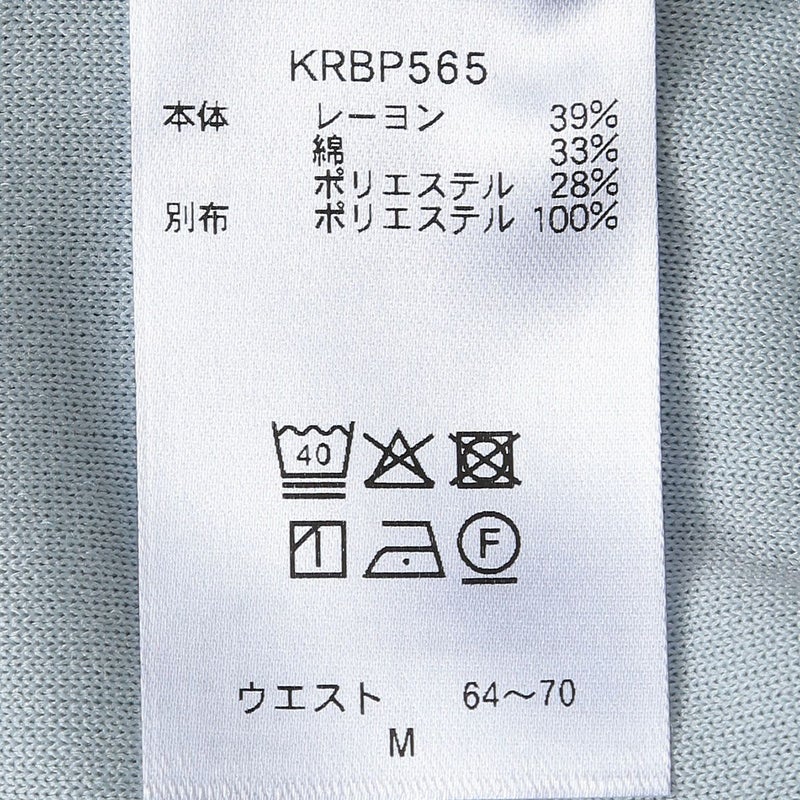 KRBP565
本体 レーヨン 39%
綿 33%
ポリエステル 28%
別布 ポリエステル 100%
40
F
ウエスト 64～70
M